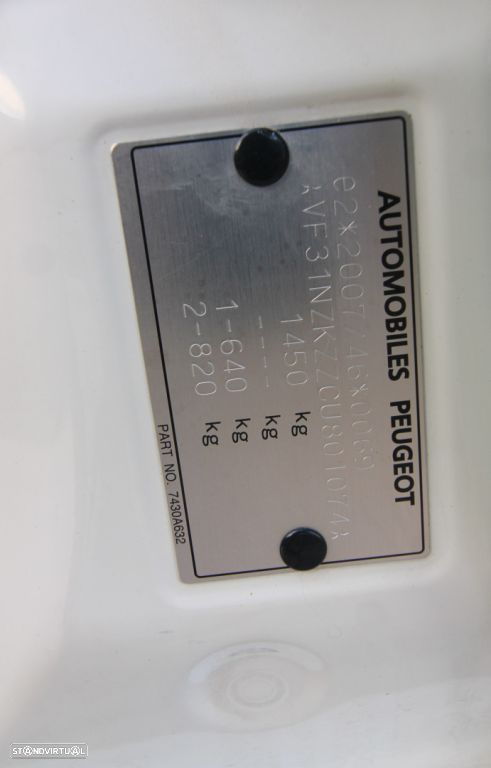 AUTOMOBILES PEUGEOT
e2*2007/46*0069
*VF31NZKZZCU801074*
1450 kg
---- kg
1-640 kg
2-820 kg
PART NO. 7430A632
STANDVIRTUAL